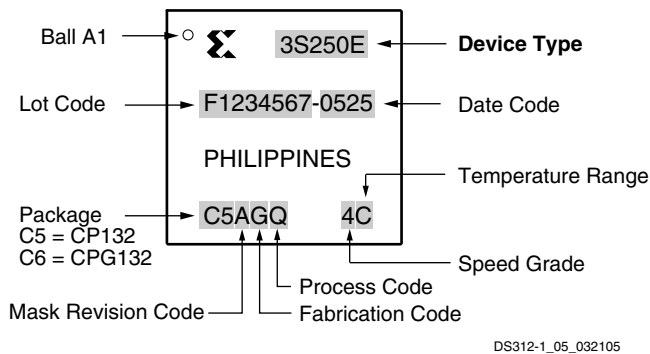 Ball A1
3S250E
Device Type
Lot Code
F1234567-0525
Date Code
PHILIPPINES
Temperature Range
Package
C5AGQ 4C
C5 = CP132
C6 = CPG132
Speed Grade
Process Code
Mask Revision Code
Fabrication Code
DS312-1_05_032105